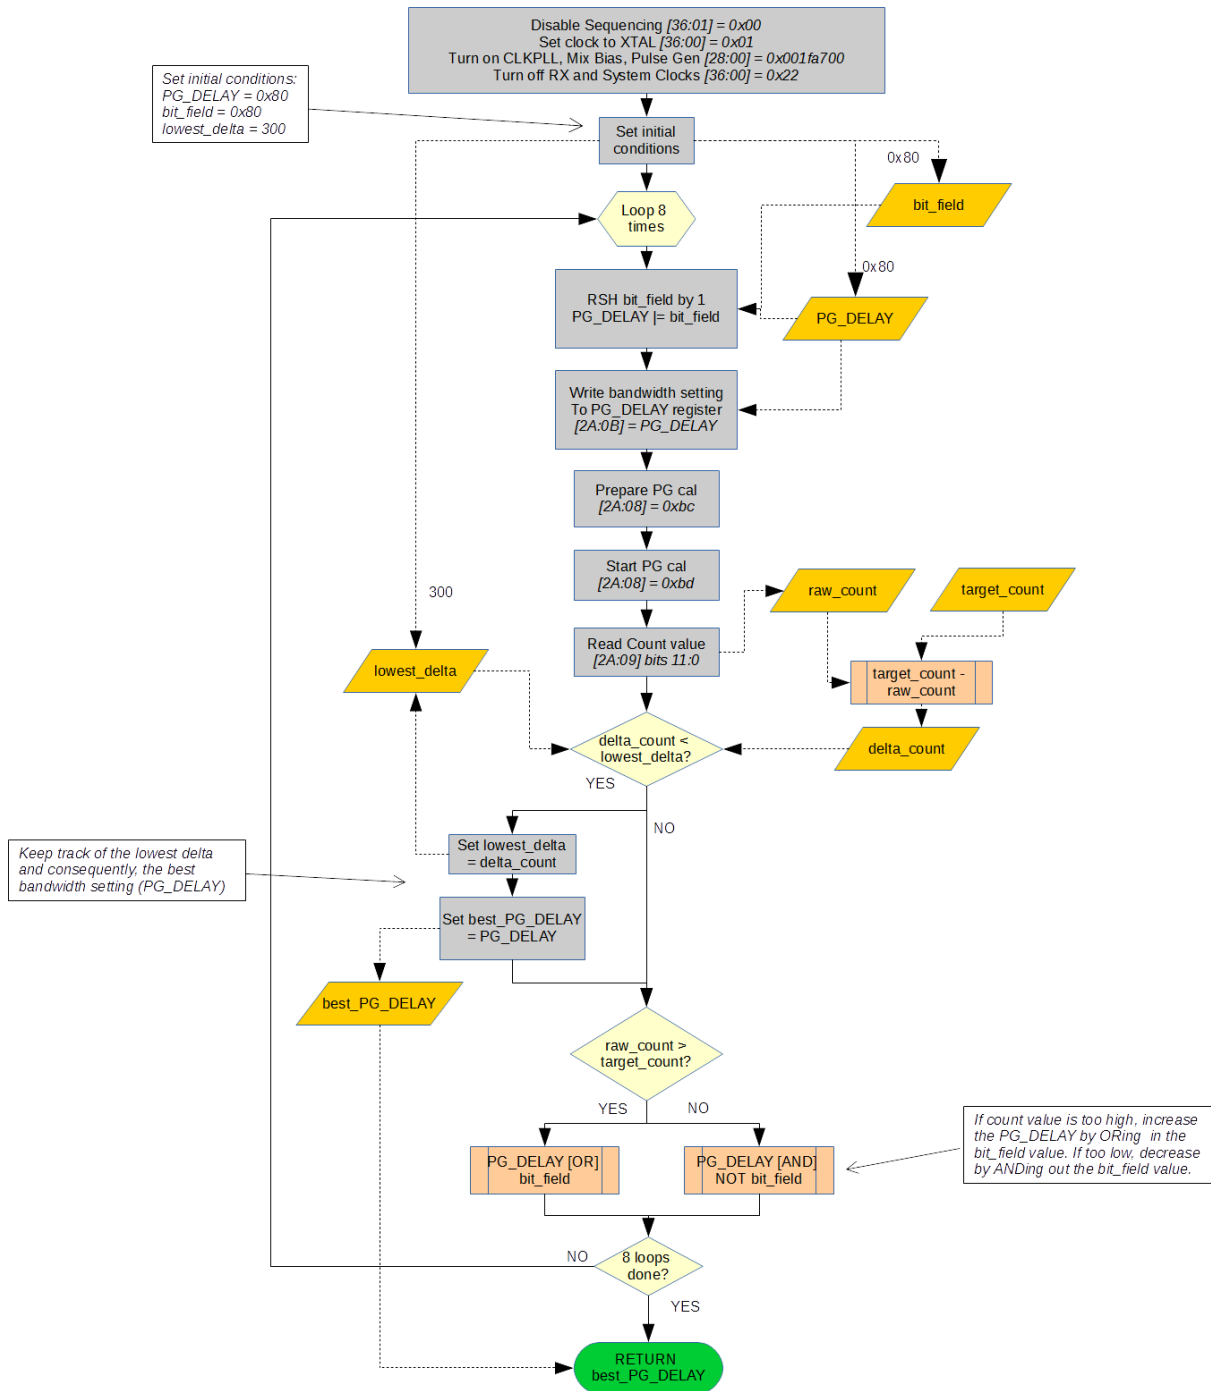 Disable Sequencing [36:01] = 0x00
Set clock to XTAL [36:00] = 0x01
Turn on CLKPLL, Mix Bias, Pulse Gen [28:00] = 0x001fa700
Turn off RX and System Clocks [36:00] = 0x22
Set initial conditions:
PG_DELAY = 0x80
bit_field = 0x80
lowest_delta = 300
Set initial
conditions
0x80
bit_field
Loop 8
times
0x80
RSH bit_field by 1
PG_DELAY |= bit_field
PG_DELAY
Write bandwidth setting
To PG_DELAY register
[2A:0B] = PG_DELAY
Prepare PG cal
[2A:08] = 0xbc
Start PG cal
[2A:08] = 0xbd
300
raw_count
target_count
Read Count value
[2A:09] bits 11:0
lowest_delta
target_count -
raw_count
delta_count <
lowest_delta?
delta_count
YES
NO
Set lowest_delta
= delta_count
Keep track of the lowest delta
and consequently, the best
bandwidth setting (PG_DELAY)
Set best_PG_DELAY
= PG_DELAY
best_PG_DELAY
raw_count >
target_count?
YES
NO
PG_DELAY [OR]
bit_field
PG_DELAY [AND]
NOT bit_field
If count value is too high, increase
the PG_DELAY by ORing in the
bit_field value. If too low, decrease
by ANDing out the bit_field value.
NO
8 loops
done?
YES
RETURN
best_PG_DELAY